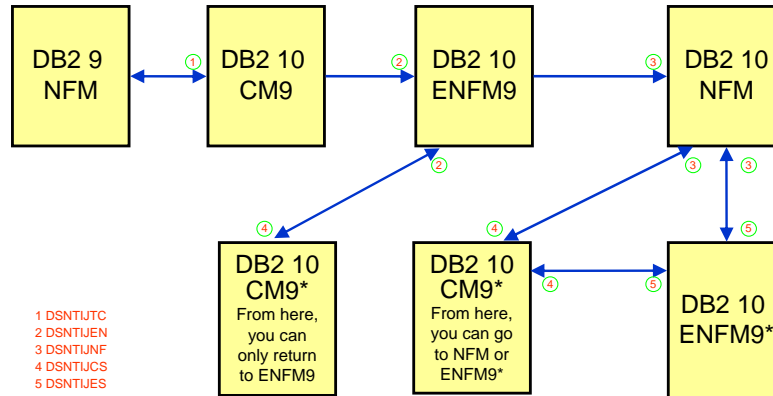 DB2 9
NFM
1
DB2 10
CM9
2
DB2 10
ENFM9
3
DB2 10
NFM
2
3
3
4
4
5
DB2 10
CM9*
From here,
you can
only return
to ENFM9
DB2 10
CM9*
From here,
you can go
to NFM or
ENFM9*
4
5
DB2 10
ENFM9*
1 DSNTIJTC
2 DSNTIJEN
3 DSNTIJNF
4 DSNTIJCS
5 DSNTIJES